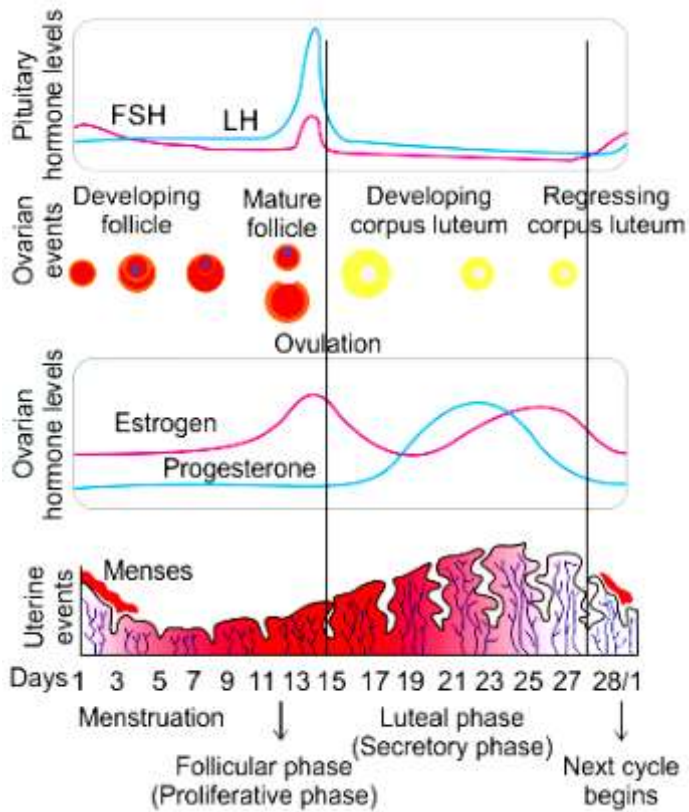 Pituitary
hormone levels
FSH
LH
Ovarian
events
Developing
follicle
Mature
follicle
Developing
corpus luteum
Regressing
corpus luteum
Ovulation
Ovarian
hormone levels
Estrogen
Progesterone
Uterine
events
Menses
Days 1 3 5 7 9 11 13 15 17 19 21 23 25 27 28/1
Menstruation
Luteal phase
(Secretory phase)
Follicular phase
(Proliferative phase)
Next cycle
begins